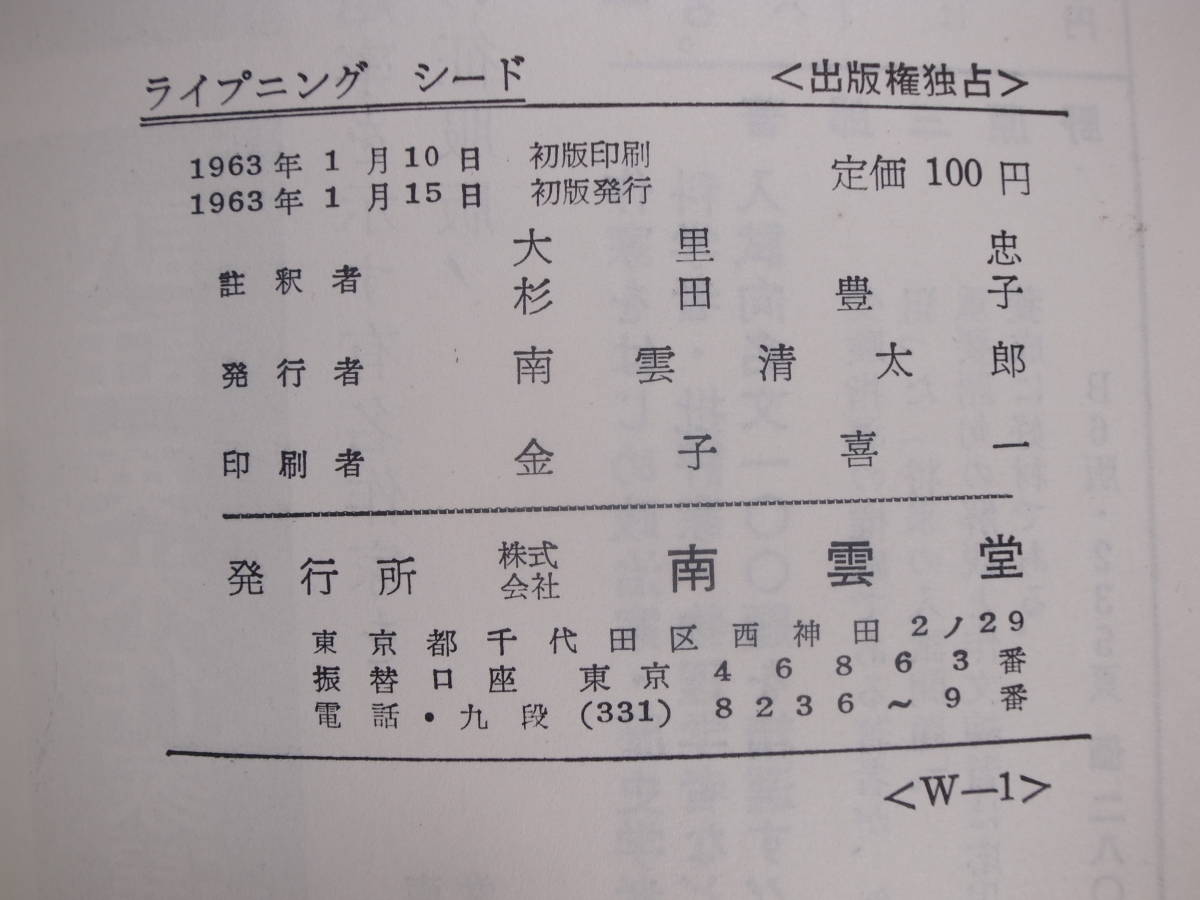 ライプニング シード <出版権独占>
1963年 1月10日 初版印刷
1963年 1月15日 初版発行
定価 100 円
註釈者 大里忠
杉田豊子
発行者 南雲清太郎
印刷者 金子喜一
発行所 株式会社 南雲堂
東京都千代田区西神田2ノ29
振替口座 東京 46863番
電話・九段 (331) 8236～9番
<W—1>